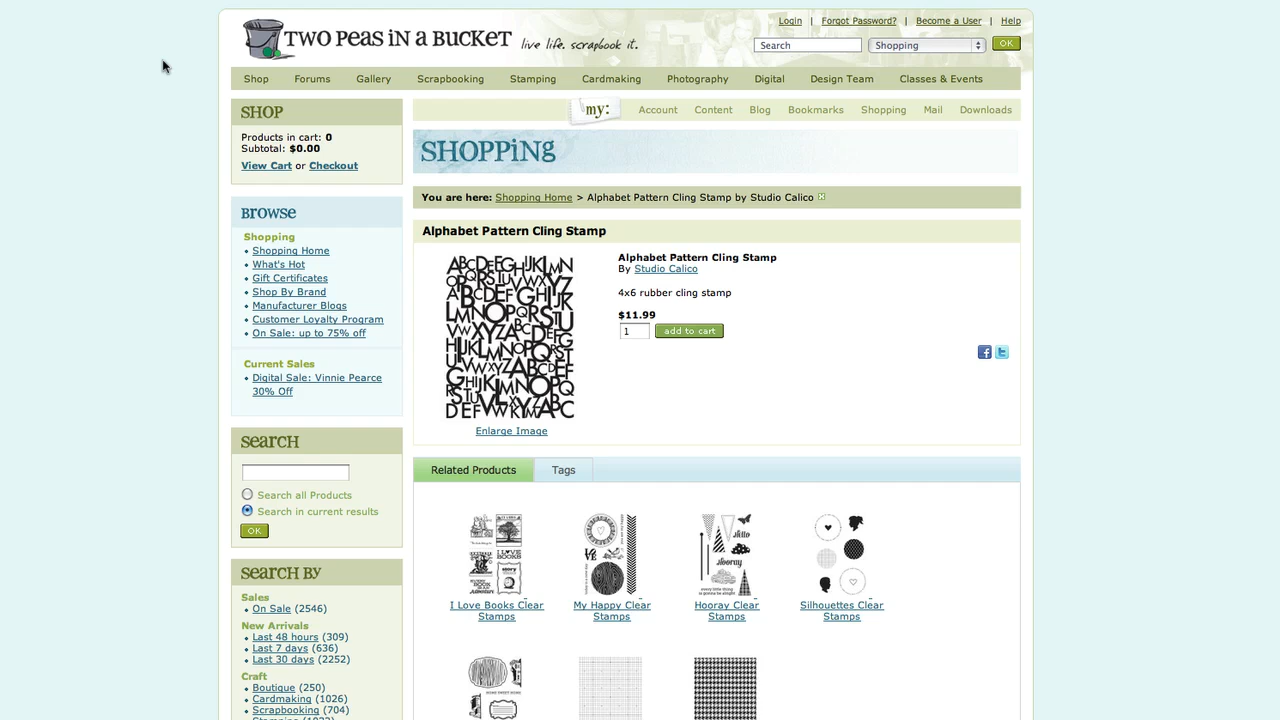 Login | Forgot Password? | Become a User | Help
TWO PEAS IN A BUCKET live life. scrapbook it.
Search Shopping OK
Shop Forums Gallery Scrapbooking Stamping Cardmaking Photography Digital Design Team Classes & Events
SHOP
Products in cart: 0
Subtotal: $0.00
View Cart or Checkout
my: Account Content Blog Bookmarks Shopping Mail Downloads
SHOPPING
You are here: Shopping Home > Alphabet Pattern Cling Stamp by Studio Calico
BROWSE
Shopping
Shopping Home
What's Hot
Gift Certificates
Shop By Brand
Manufacturer Blogs
Customer Loyalty Program
On Sale: up to 75% off
Current Sales
Digital Sale: Vinnie Pearce
30% Off
Alphabet Pattern Cling Stamp
Alphabet Pattern Cling Stamp
By Studio Calico
4x6 rubber cling stamp
$11.99
1 add to cart
Enlarge Image
SEARCH
Search all Products
Search in current results
OK
SEARCH BY
Sales
On Sale (2546)
New Arrivals
Last 48 hours (309)
Last 7 days (636)
Last 30 days (2252)
Craft
Boutique (250)
Cardmaking (1026)
Scrapbooking (704)
Related Products Tags
I Love Books Clear
Stamps
My Happy Clear
Stamps
Hooray Clear
Stamps
Silhouettes Clear
Stamps